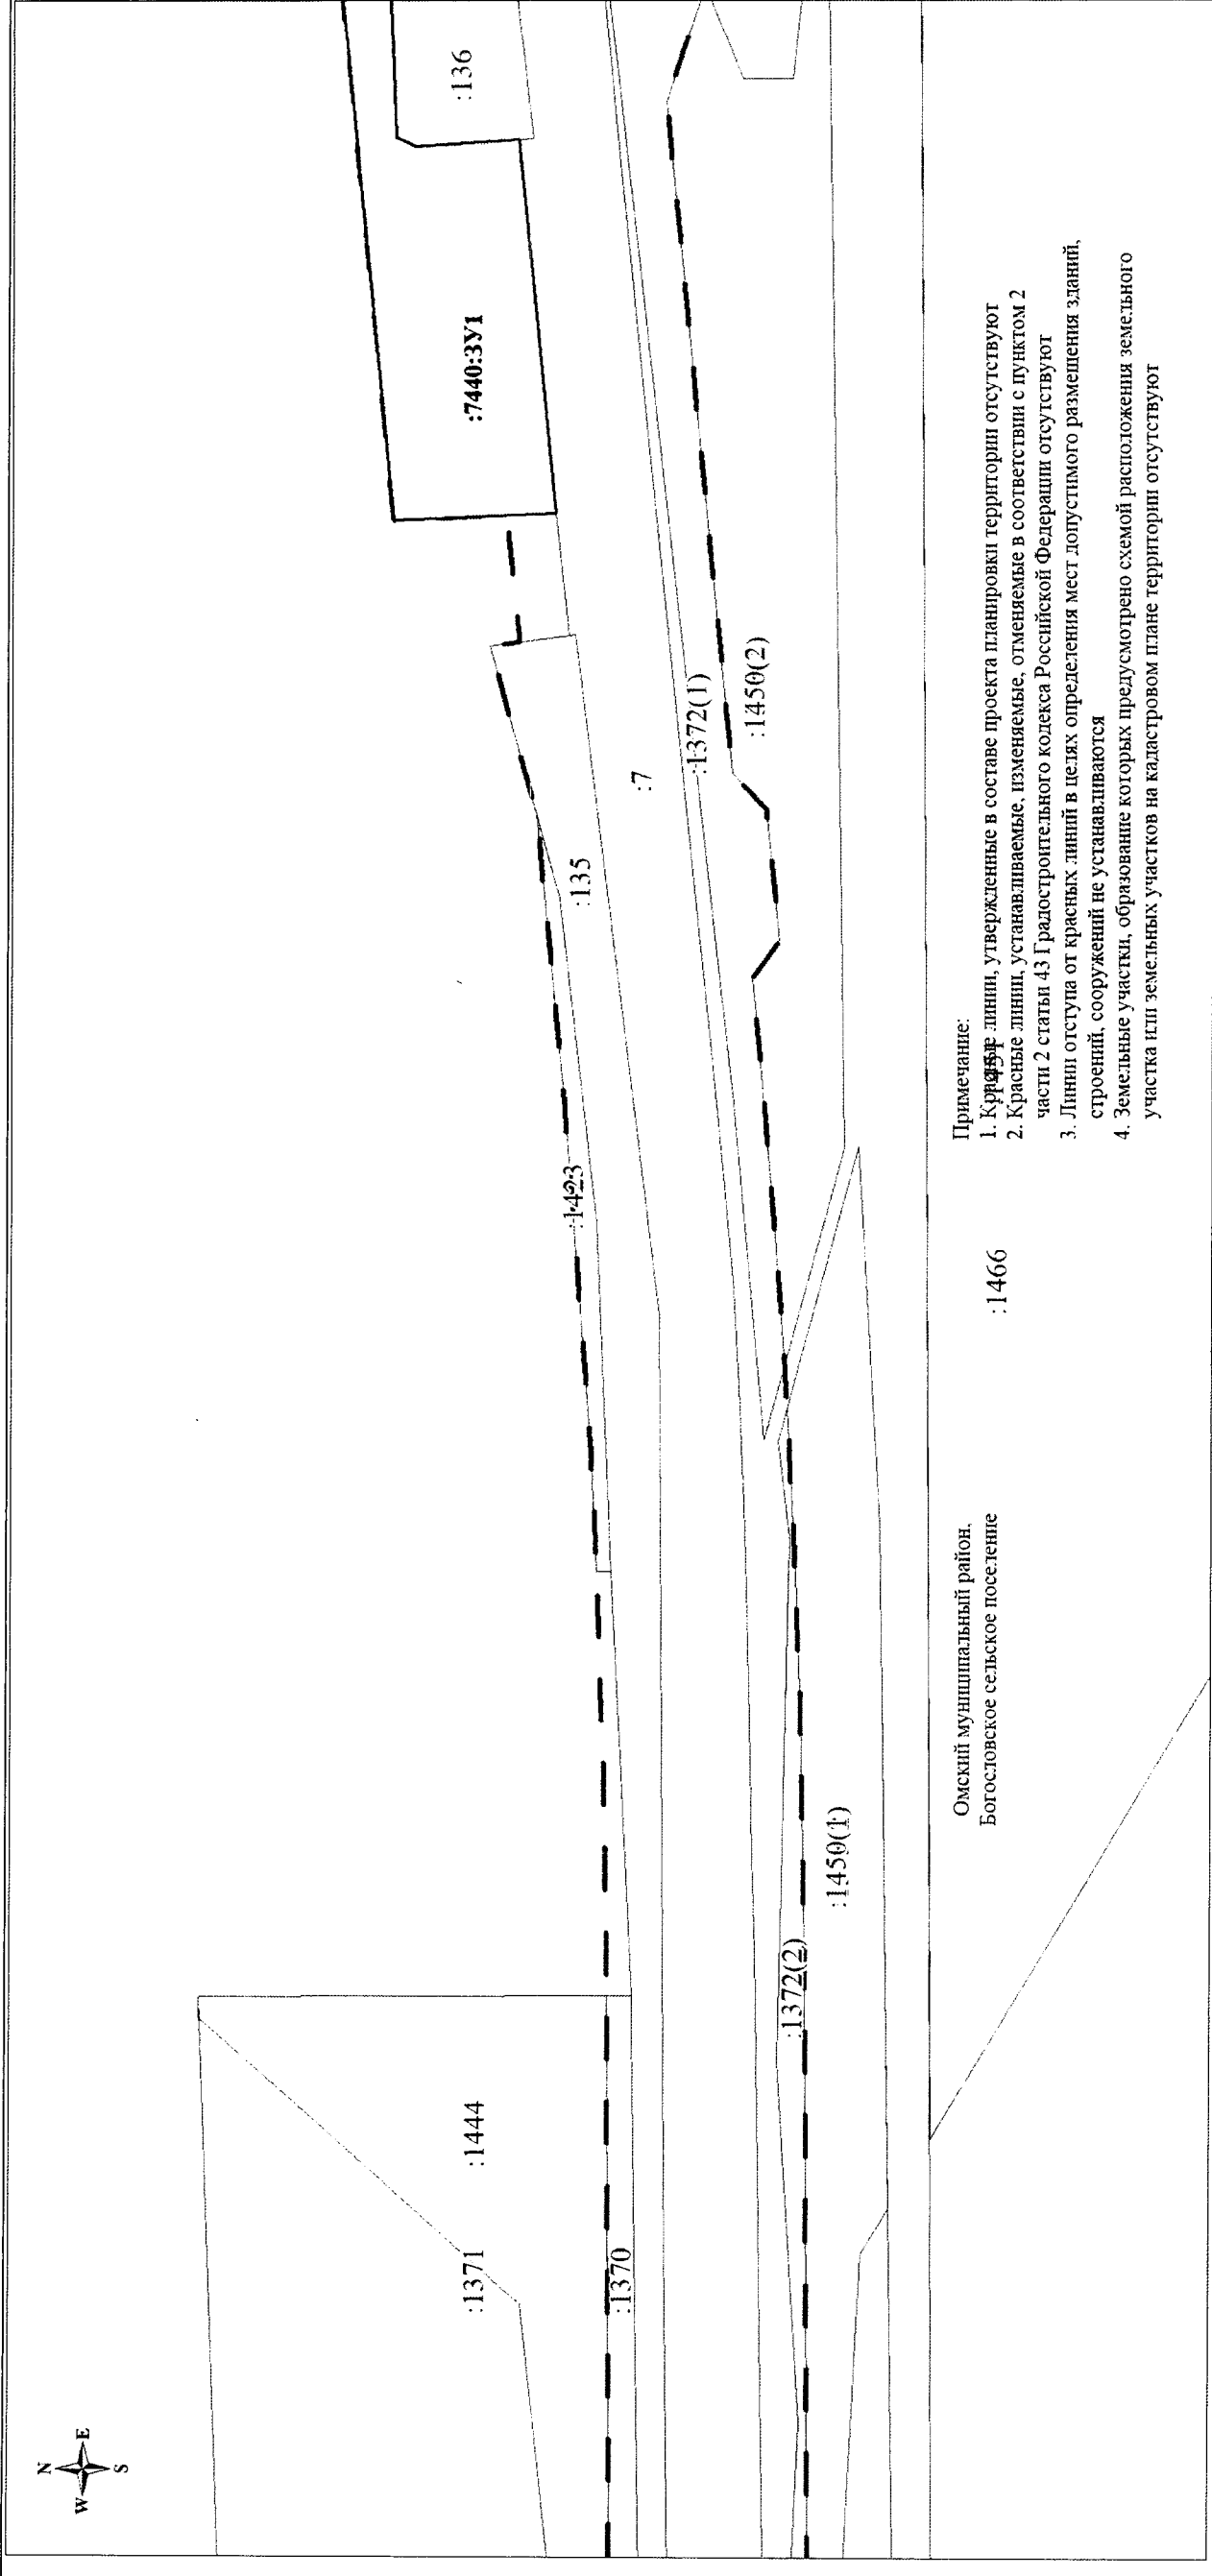 N
W E
S
:1371
:1444
:1370
:1423
:135
:7440:ЗУ1
:136
:7
:1372(1)
:1450(2)
:1372(2)
:1450(1)
:1466
:1451
Омский муниципальный район,
Богословское сельское поселение
Примечание:
1. Красные линии, утвержденные в составе проекта планировки территории отсутствуют
2. Красные линии, устанавливаемые, изменяемые, отменяемые в соответствии с пунктом 2
части 2 статьи 43 Градостроительного кодекса Российской Федерации отсутствуют
3. Линии отступа от красных линий в целях определения мест допустимого размещения зданий,
строений, сооружений не устанавливаются
4. Земельные участки, образование которых предусмотрено схемой расположения земельного
участка или земельных участков на кадастровом плане территории отсутствуют